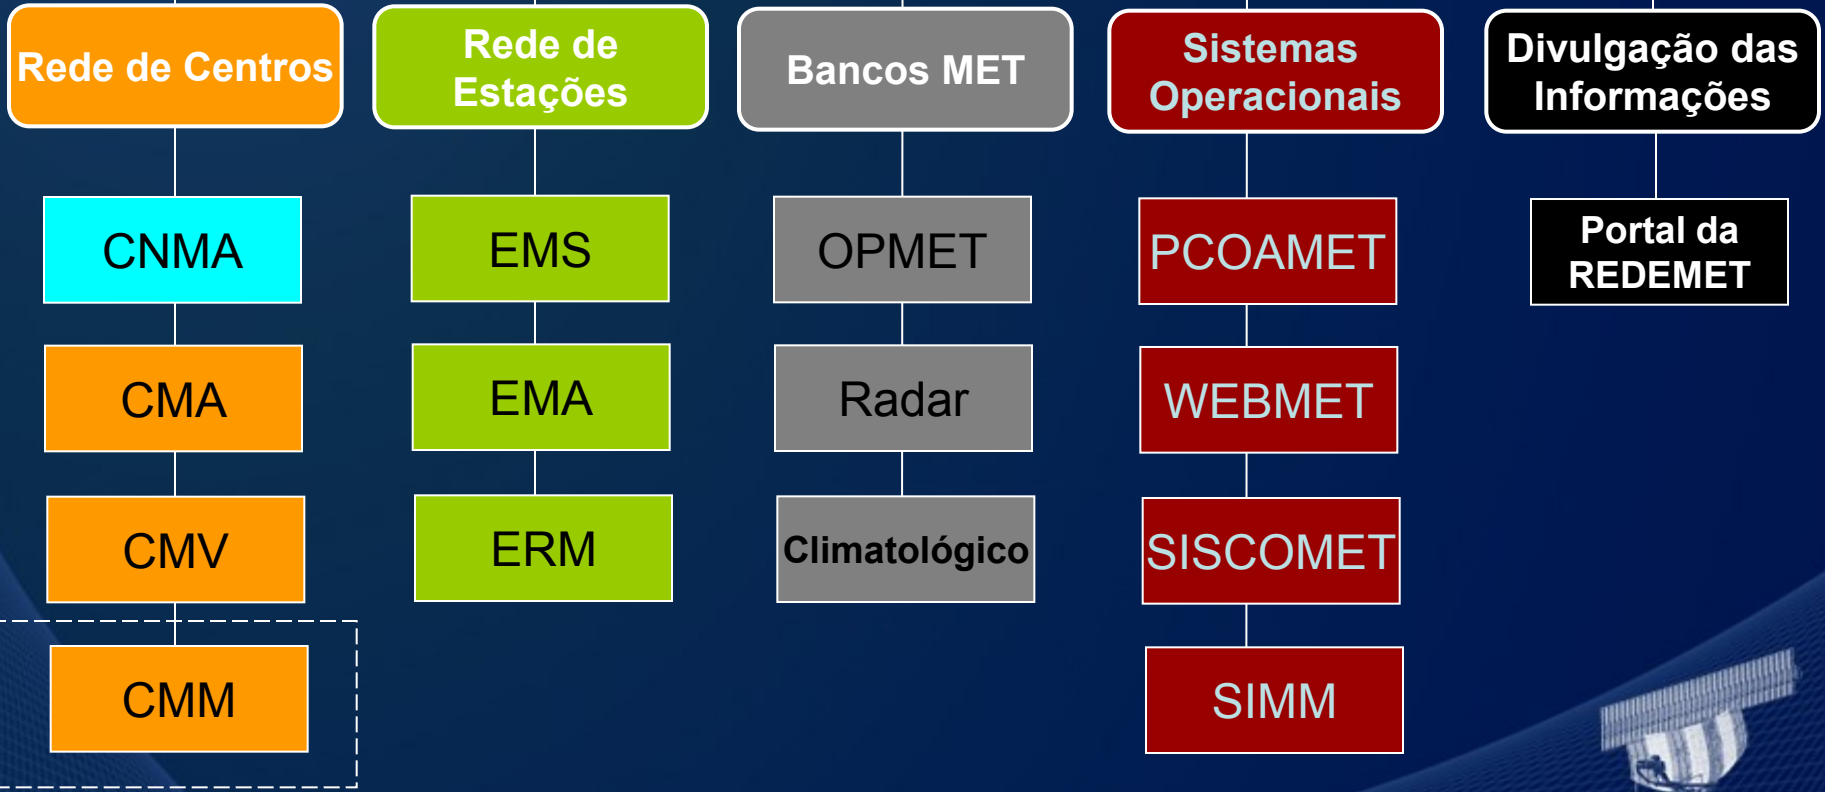 Rede de Centros
Rede de
Estações
Bancos MET
Sistemas
Operacionais
Divulgação das
Informações
CNMA
EMS
OPMET
PCOAMET
Portal da
REDEMET
CMA
EMA
Radar
WEBMET
CMV
ERM
Climatológico
SISCOMET
CMM
SIMM